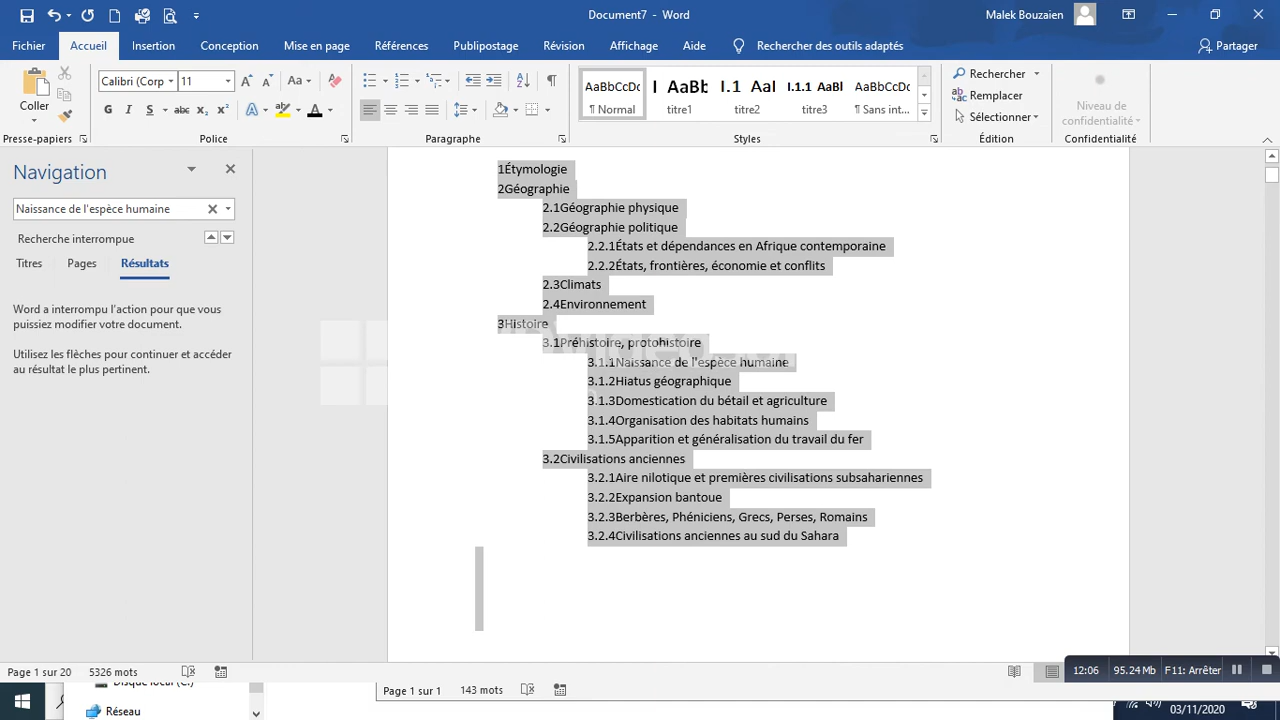 Document7 - Word
Malek Bouzaien
Fichier
Accueil
Insertion
Conception
Mise en page
Références
Publipostage
Révision
Affichage
Aide
Rechercher des outils adaptés
Partager
Coller
Presse-papiers
Calibri (Corp
11
Police
Paragraphe
AaBbCcDc
¶ Normal
I AaBb
titre1
I.1 AaI
titre2
I.1.1 AaBl
titre3
AaBbCcDc
¶ Sans int...
Styles
Rechercher
Remplacer
Sélectionner
Édition
Niveau de
confidentialité
Confidentialité
Navigation
Naissance de l'espèce humaine
Recherche interrompue
Titres
Pages
Résultats
Word a interrompu l'action pour que vous
puissiez modifier votre document.
Utilisez les flèches pour continuer et accéder
au résultat le plus pertinent.
1Étymologie
2Géographie
2.1Géographie physique
2.2Géographie politique
2.2.1États et dépendances en Afrique contemporaine
2.2.2États, frontières, économie et conflits
2.3Climats
2.4Environnement
3Histoire
3.1Préhistoire, protohistoire
3.1.1Naissance de l'espèce humaine
3.1.2Hiatus géographique
3.1.3Domestication du bétail et agriculture
3.1.4Organisation des habitats humains
3.1.5Apparition et généralisation du travail du fer
3.2Civilisations anciennes
3.2.1Aire nilotique et premières civilisations subsahariennes
3.2.2Expansion bantoue
3.2.3Berbères, Phéniciens, Grecs, Perses, Romains
3.2.4Civilisations anciennes au sud du Sahara
Page 1 sur 20
5326 mots
12:06
95.24 Mb
F11: Arrêter
Disque local (C:)
Réseau
Page 1 sur 1
143 mots
03/11/2020